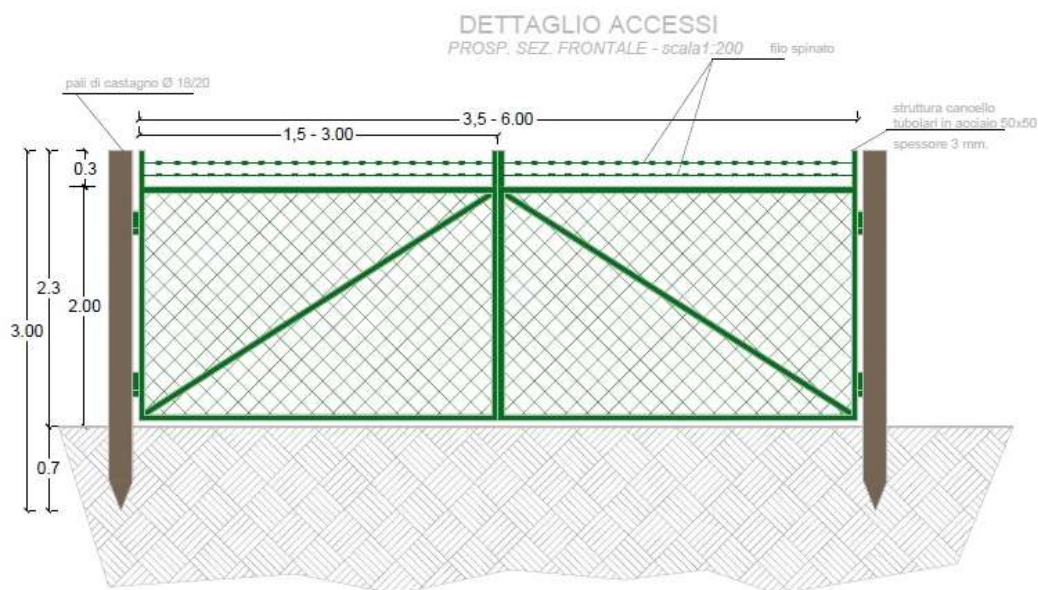 DETTAGLIO ACCESSI
PROSP. SEZ. FRONTALE - scala1:200
filo spinato
pali di castagno Ø 18/20
struttura cancello
tubolari in acciaio 50x50
spessore 3 mm.
3,5 - 6.00
1,5 - 3.00
0.3
2.3
2.00
3.00
0.7